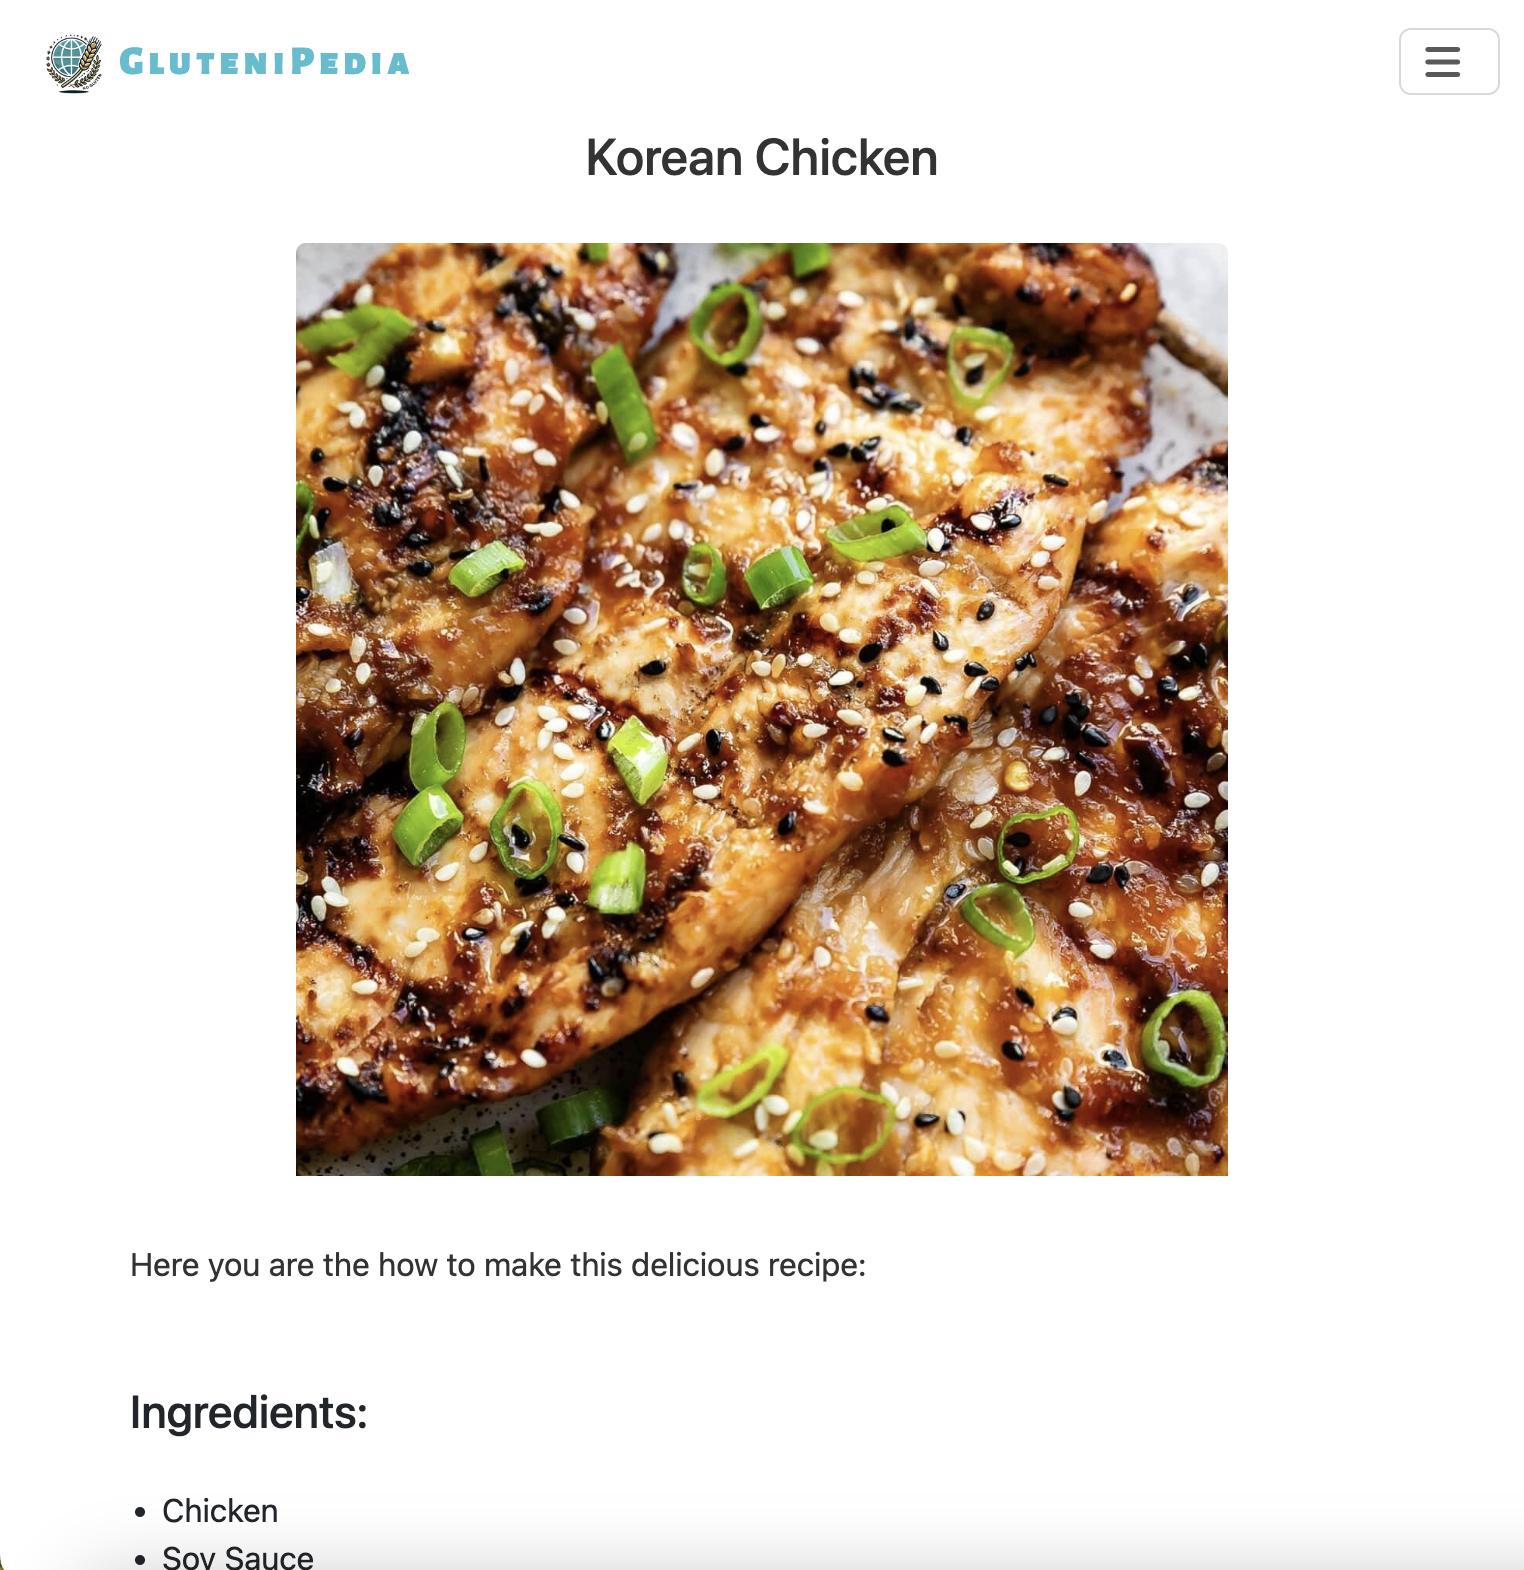 GluteniPedia
Korean Chicken
Here you are the how to make this delicious recipe:
Ingredients:
• Chicken
• Soy Sauce